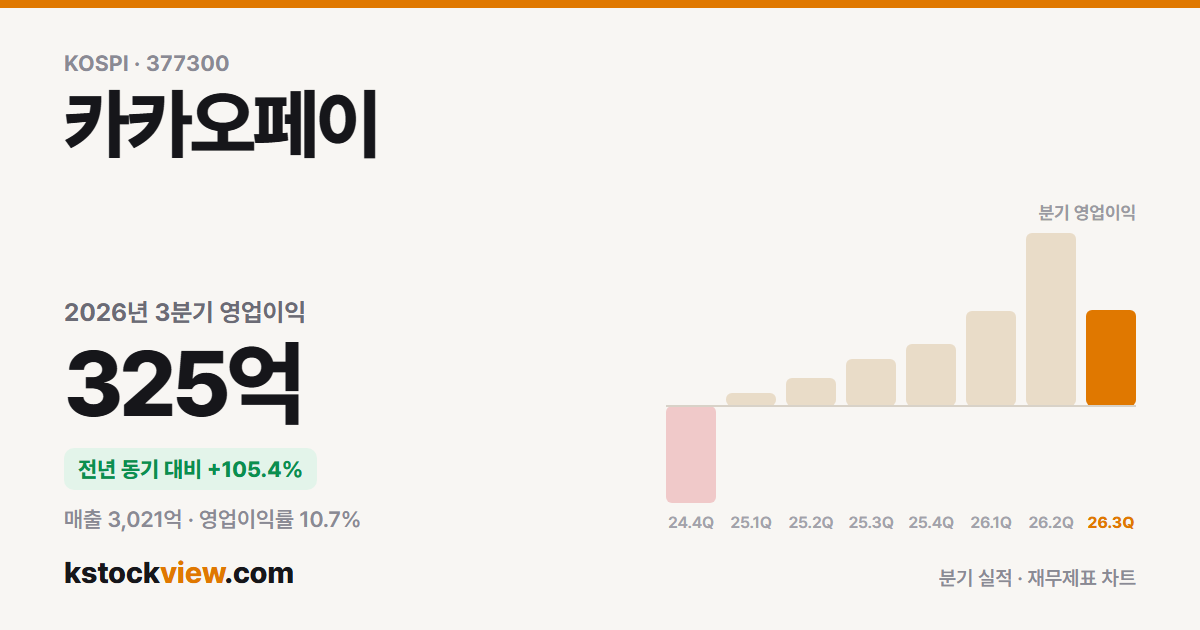 KOSPI · 377300
카카오페이
분기 영업이익
2026년 3분기 영업이익
325억
전년 동기 대비 +105.4%
매출 3,021억 · 영업이익률 10.7%
24.4Q 25.1Q 25.2Q 25.3Q 25.4Q 26.1Q 26.2Q 26.3Q
kstockview.com
분기 실적 · 재무제표 차트